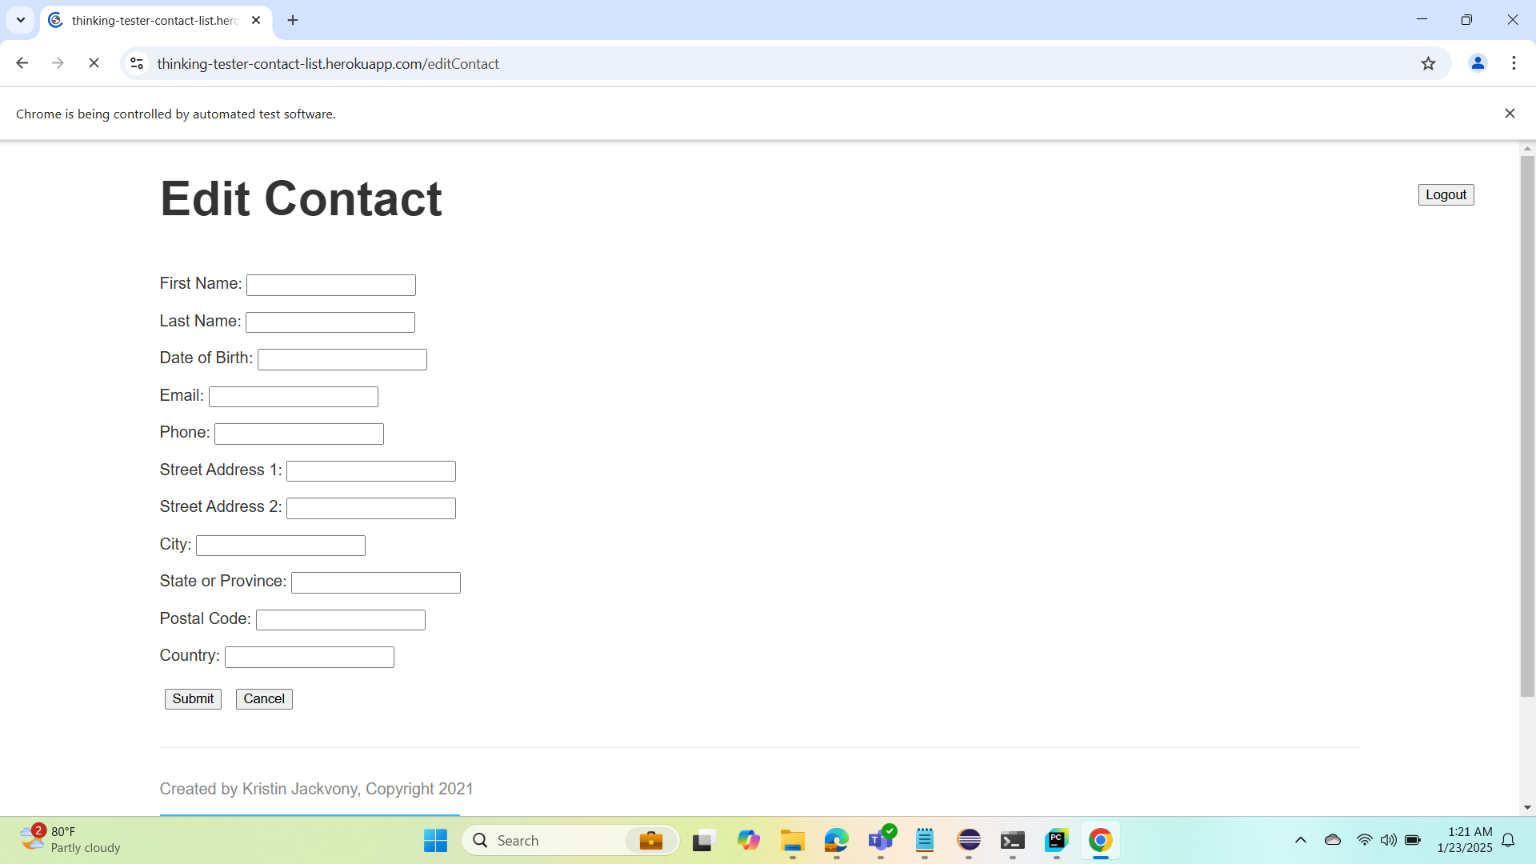 thinking-tester-contact-list.herc
thinking-tester-contact-list.herokuapp.com/editContact
Chrome is being controlled by automated test software.
Edit Contact
Logout
First Name:
Last Name:
Date of Birth:
Email:
Phone:
Street Address 1:
Street Address 2:
City:
State or Province:
Postal Code:
Country:
Submit Cancel
Created by Kristin Jackvony, Copyright 2021
2
80°F
Partly cloudy
Search
PC
1:21 AM
1/23/2025